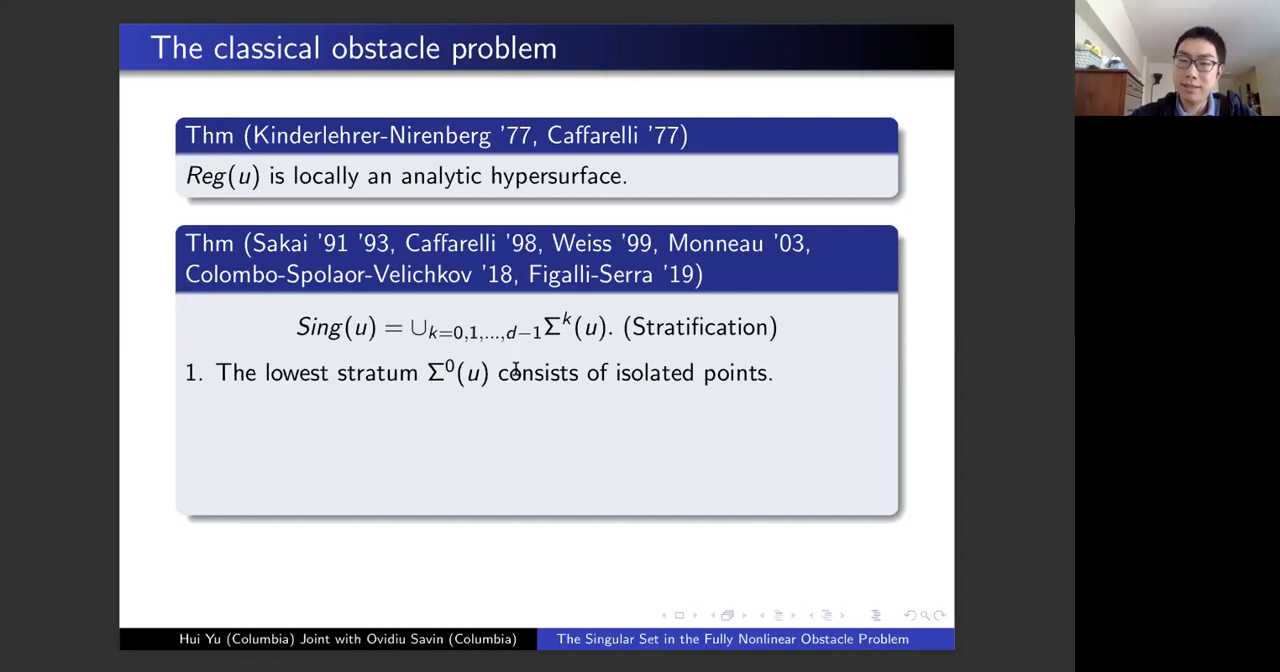 The classical obstacle problem
Thm (Kinderlehrer-Nirenberg '77, Caffarelli '77)
Reg(u) is locally an analytic hypersurface.
Thm (Sakai '91 '93, Caffarelli '98, Weiss '99, Monneau '03,
Colombo-Spolaor-Velichkov '18, Figalli-Serra '19)
Sing(u) = ∪_{k=0,1,...,d−1}Σ^k(u). (Stratification)
1. The lowest stratum Σ^0(u) consists of isolated points.
Hui Yu (Columbia) Joint with Ovidiu Savin (Columbia)
The Singular Set in the Fully Nonlinear Obstacle Problem